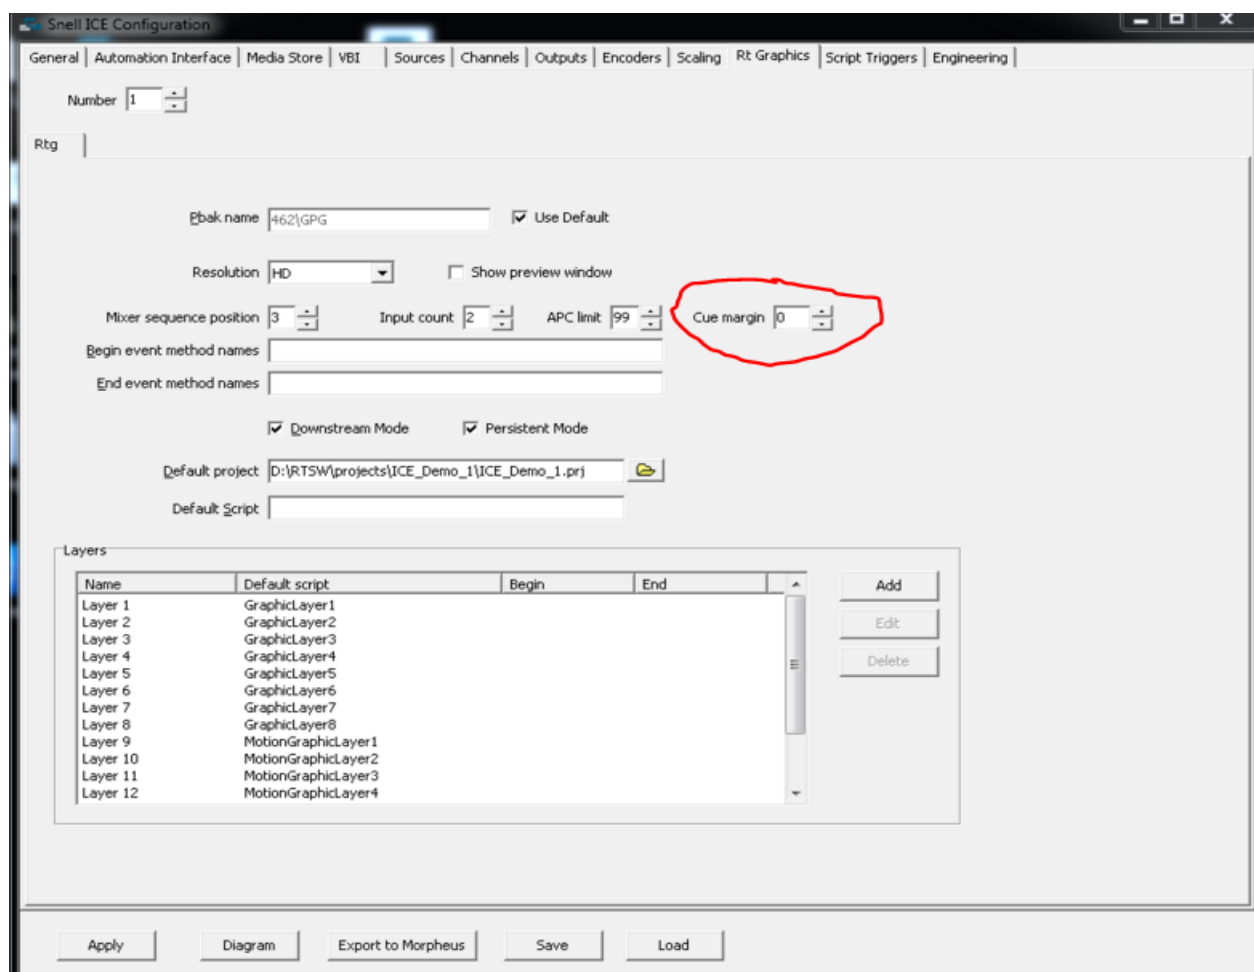 Snell ICE Configuration
General Automation Interface Media Store VBI Sources Channels Outputs Encoders Scaling Rt Graphics Script Triggers Engineering
Number 1
Rtg
Pbak name 462\GPG Use Default
Resolution HD Show preview window
Mixer sequence position 3 Input count 2 APC limit 99 Cue margin 0
Begin event method names
End event method names
Downstream Mode Persistent Mode
Default project D:\RTSW\projects\ICE_Demo_1\ICE_Demo_1.prj
Default Script
Layers
Name Default script Begin End
Layer 1 GraphicLayer1
Layer 2 GraphicLayer2
Layer 3 GraphicLayer3
Layer 4 GraphicLayer4
Layer 5 GraphicLayer5
Layer 6 GraphicLayer6
Layer 7 GraphicLayer7
Layer 8 GraphicLayer8
Layer 9 MotionGraphicLayer1
Layer 10 MotionGraphicLayer2
Layer 11 MotionGraphicLayer3
Layer 12 MotionGraphicLayer4
Add
Edit
Delete
Apply Diagram Export to Morpheus Save Load